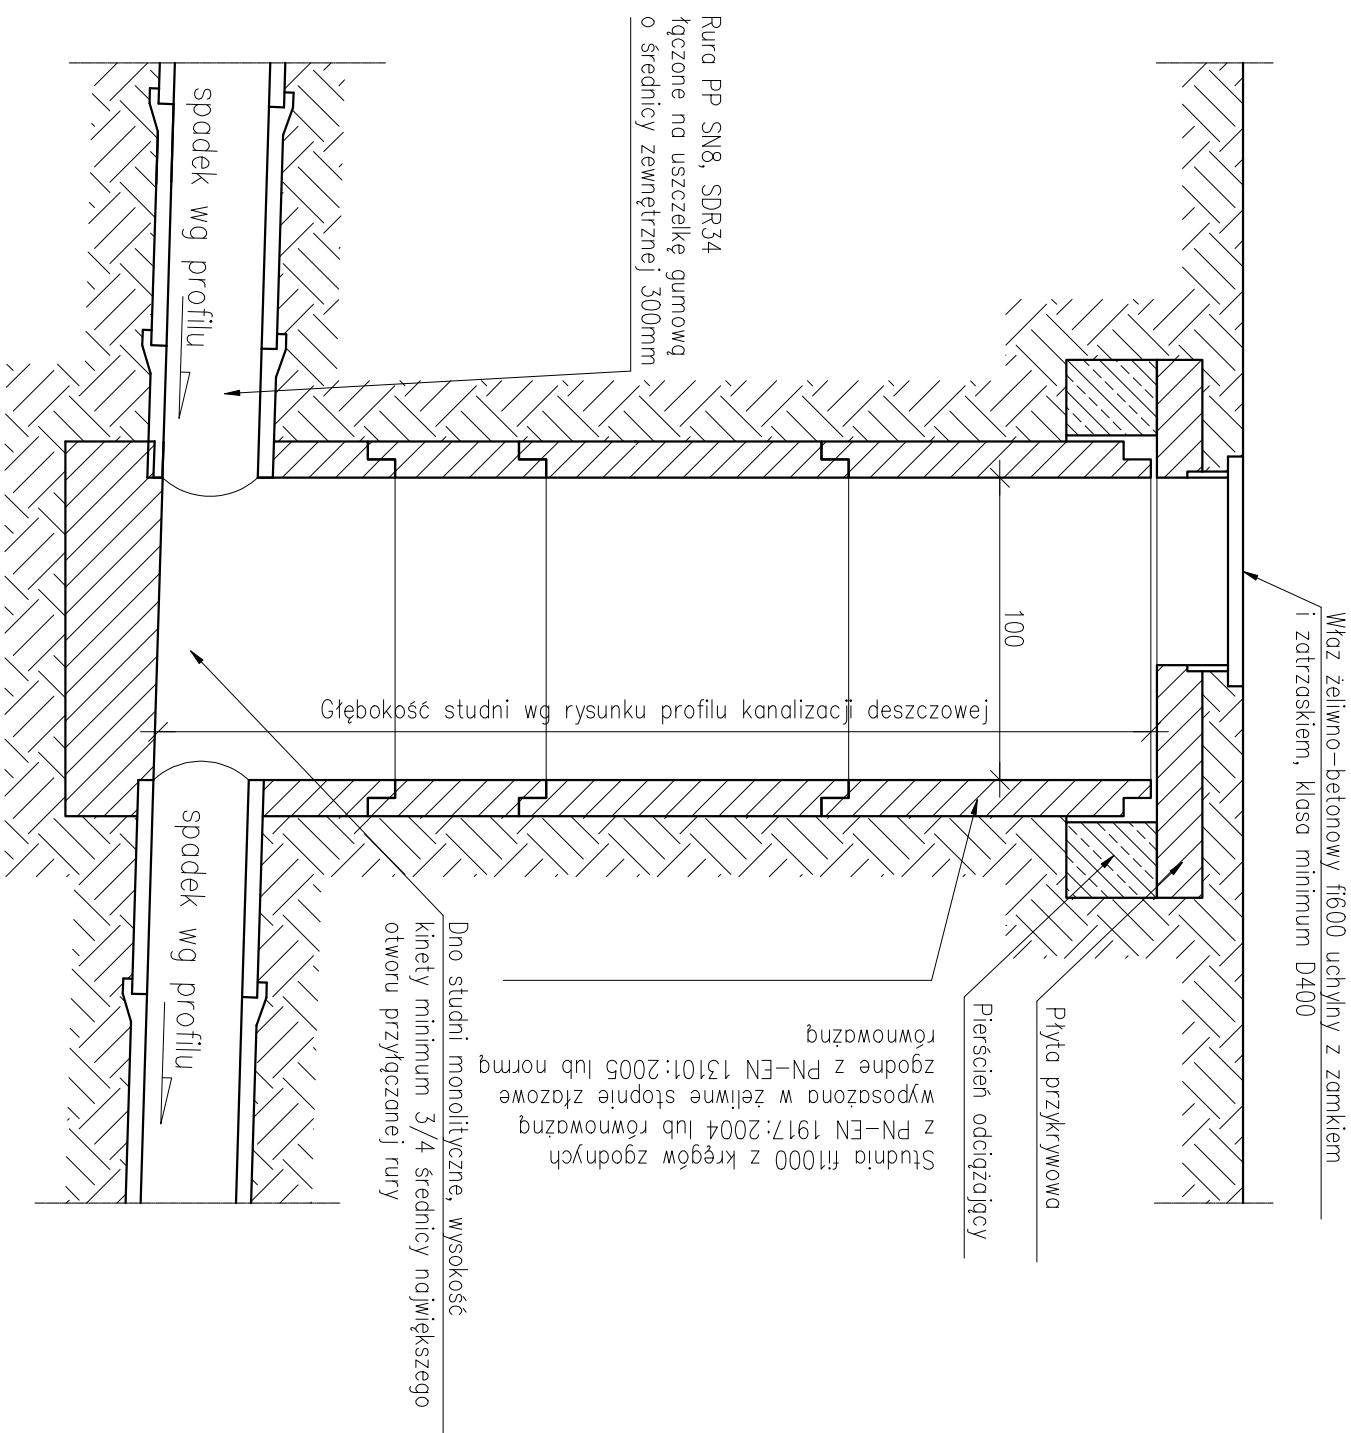 Właz żeliwno-betonowy fi600 uchylny z zamkiem
i zatrzaskiem, klasa minimum D400
Rura PP SN8, SDR34
łączone na uszczelkę gumową
o średnicy zewnętrznej 300mm
100
Głębokość studni wg rysunku profilu kanalizacji deszczowej
spadek wg profilu
spadek wg profilu
Płyta przykrywowa
Pierścień odciążający
Studnia fi1000 z kręgów zgodnych
z PN-EN 1917:2004 lub równoważną
wyposażona w żeliwne stopnie złazowe
zgodne z PN-EN 13101:2005 lub normą
równoważną
Dno studni monolityczne, wysokość
kinety minimum 3/4 średnicy największego
otworu przyłączanej rury